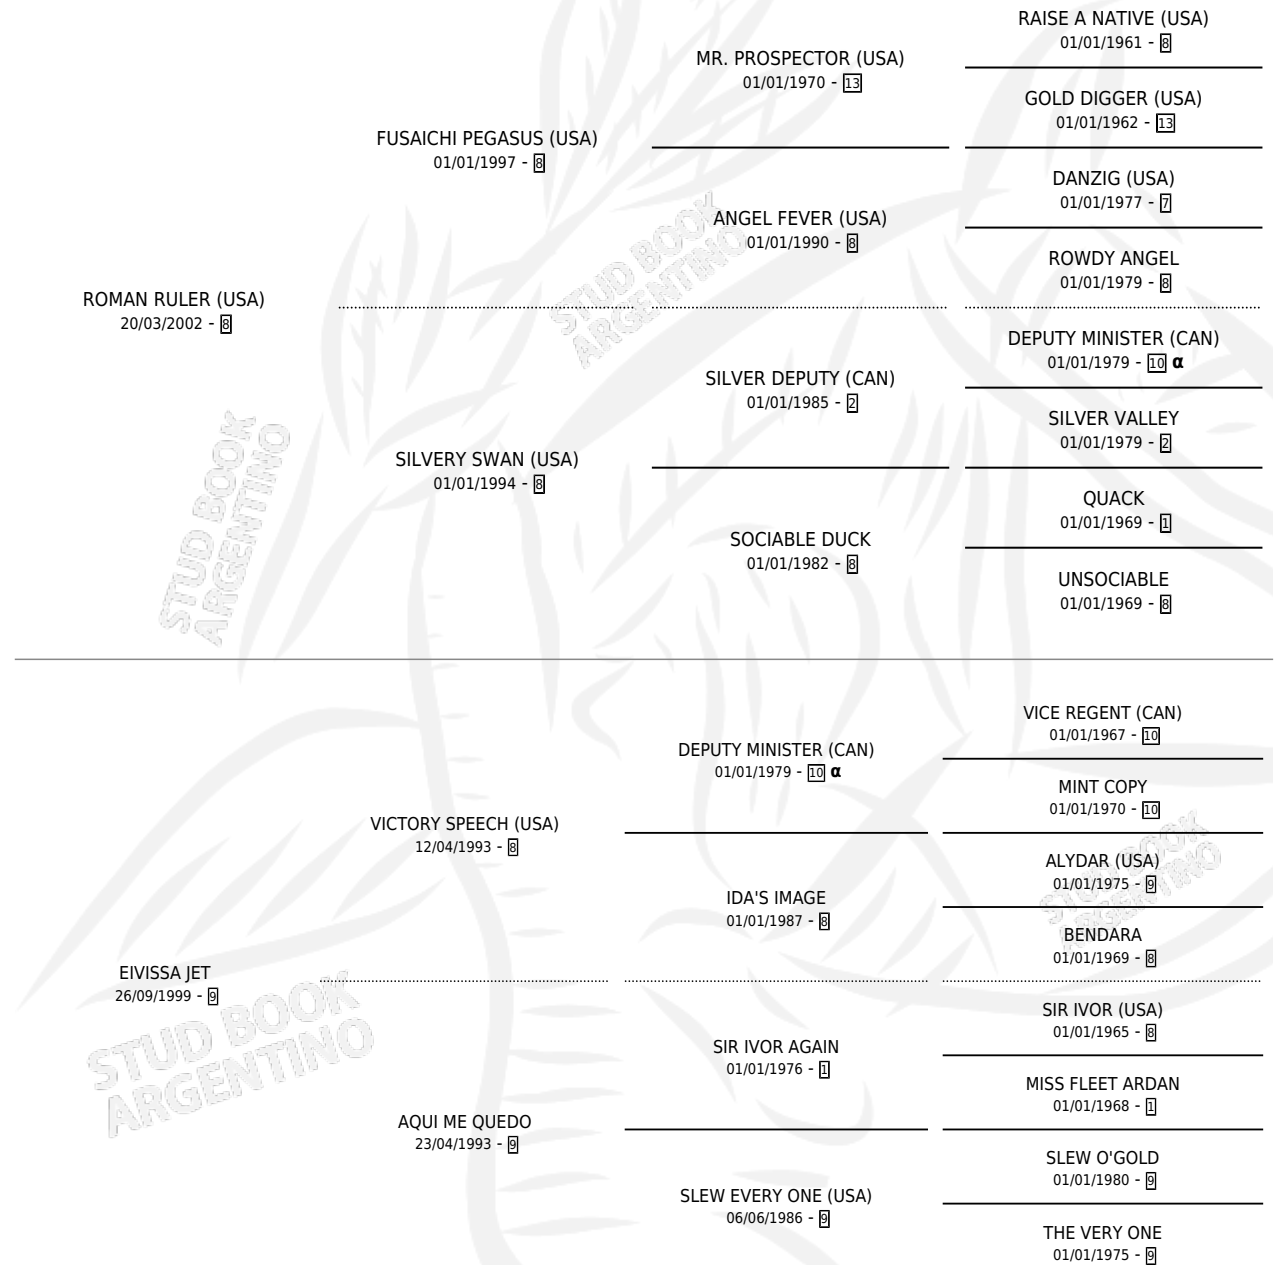 RAISE A NATIVE (USA)
01/01/1961 - 8
MR. PROSPECTOR (USA)
01/01/1970 - 13
GOLD DIGGER (USA)
01/01/1962 - 13
FUSAICHI PEGASUS (USA)
01/01/1997 - 8
DANZIG (USA)
01/01/1977 - 7
ANGEL FEVER (USA)
01/01/1990 - 8
ROWDY ANGEL
01/01/1979 - 8
ROMAN RULER (USA)
20/03/2002 - 8
DEPUTY MINISTER (CAN)
01/01/1979 - 10 α
SILVER DEPUTY (CAN)
01/01/1985 - 2
SILVER VALLEY
01/01/1979 - 2
SILVERY SWAN (USA)
01/01/1994 - 8
QUACK
01/01/1969 - 1
SOCIABLE DUCK
01/01/1982 - 8
UNSOCIABLE
01/01/1969 - 8
VICE REGENT (CAN)
01/01/1967 - 10
DEPUTY MINISTER (CAN)
01/01/1979 - 10 α
MINT COPY
01/01/1970 - 10
VICTORY SPEECH (USA)
12/04/1993 - 8
ALYDAR (USA)
01/01/1975 - 9
IDA'S IMAGE
01/01/1987 - 8
BENDARA
01/01/1969 - 8
EIVISSA JET
26/09/1999 - 9
SIR IVOR (USA)
01/01/1965 - 8
SIR IVOR AGAIN
01/01/1976 - 1
MISS FLEET ARDAN
01/01/1968 - 1
AQUI ME QUEDO
23/04/1993 - 9
SLEW O'GOLD
01/01/1980 - 9
SLEW EVERY ONE (USA)
06/06/1986 - 9
THE VERY ONE
01/01/1975 - 9
STUD BOOK
ARGENTINO
STUD BOOK
ARGENTINO
STUD BOOK
ARGENTINO
STUD BOOK
ARGENTINO